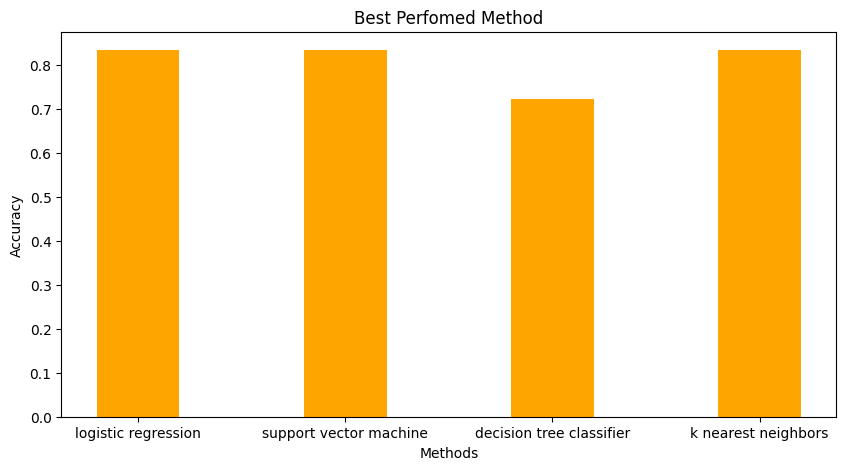 Best Perfomed Method
Accuracy
0.8
0.7
0.6
0.5
0.4
0.3
0.2
0.1
0.0
logistic regression
support vector machine
decision tree classifier
k nearest neighbors
Methods